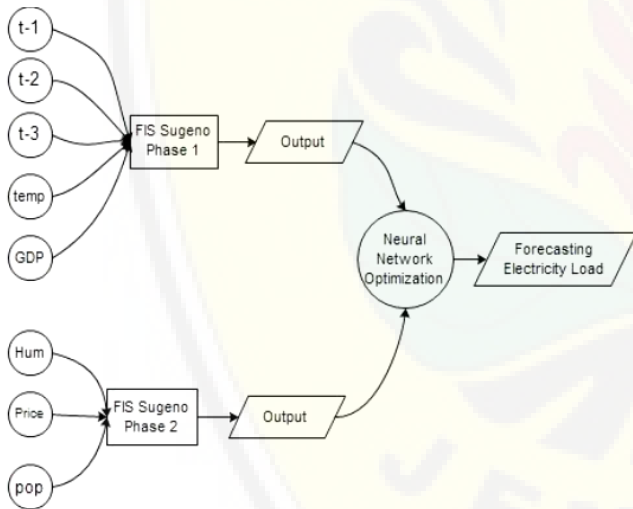 t-1
t-2
t-3
temp
GDP
FIS Sugeno
Phase 1
Output
Neural
Network
Optimization
Forecasting
Electricity Load
Hum
Price
pop
FIS Sugeno
Phase 2
Output